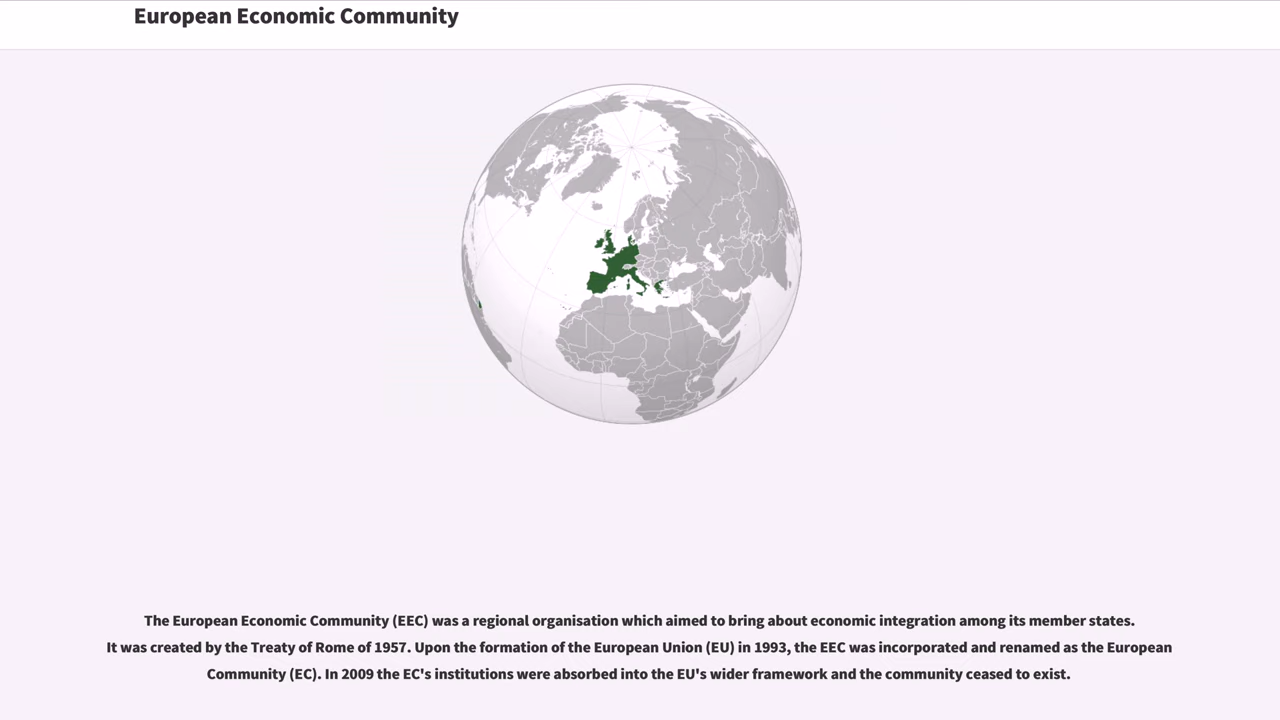 European Economic Community
The European Economic Community (EEC) was a regional organisation which aimed to bring about economic integration among its member states.
It was created by the Treaty of Rome of 1957. Upon the formation of the European Union (EU) in 1993, the EEC was incorporated and renamed as the European
Community (EC). In 2009 the EC's institutions were absorbed into the EU's wider framework and the community ceased to exist.